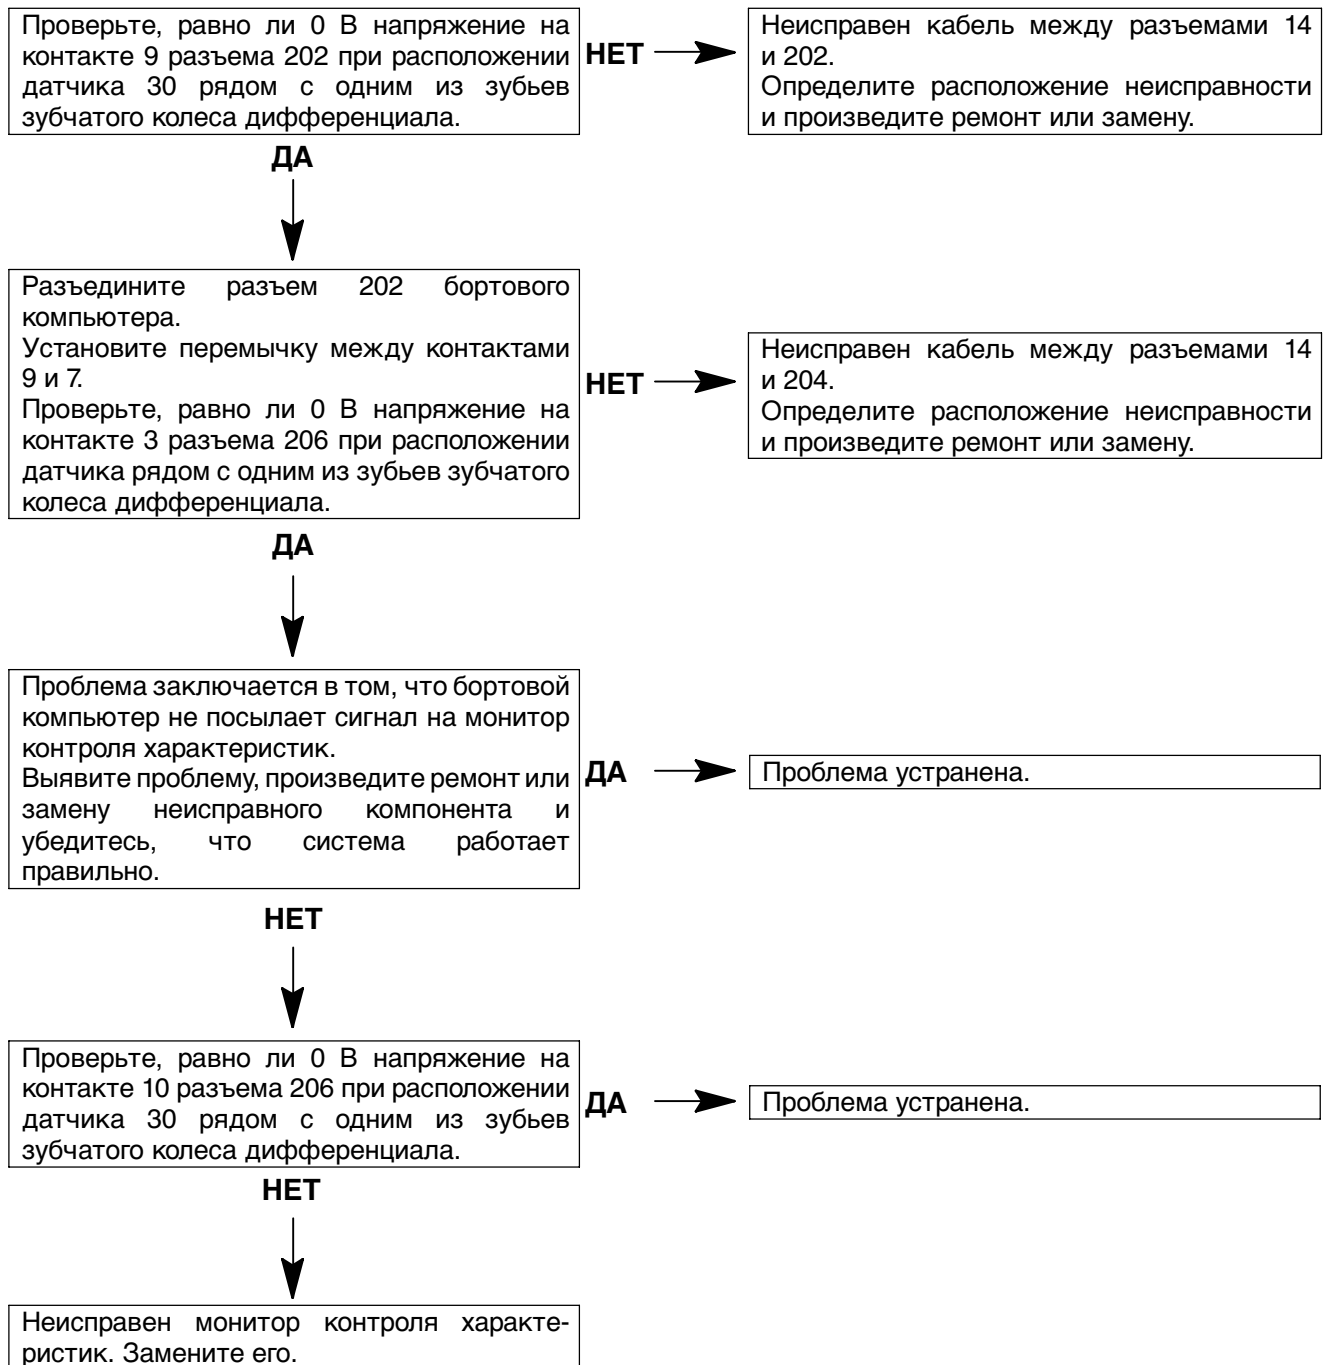 Проверьте, равно ли 0 В напряжение на
контакте 9 разъема 202 при расположении
датчика 30 рядом с одним из зубьев
зубчатого колеса дифференциала.
НЕТ
Неисправен кабель между разъемами 14
и 202.
Определите расположение неисправности
и произведите ремонт или замену.
ДА
Разъедините разъем 202 бортового
компьютера.
Установите перемычку между контактами
9 и 7.
Проверьте, равно ли 0 В напряжение на
контакте 3 разъема 206 при расположении
датчика рядом с одним из зубьев зубчатого
колеса дифференциала.
НЕТ
Неисправен кабель между разъемами 14
и 204.
Определите расположение неисправности
и произведите ремонт или замену.
ДА
Проблема заключается в том, что бортовой
компьютер не посылает сигнал на монитор
контроля характеристик.
Выявите проблему, произведите ремонт или
замену неисправного компонента и
убедитесь, что система работает
правильно.
ДА
Проблема устранена.
НЕТ
Проверьте, равно ли 0 В напряжение на
контакте 10 разъема 206 при расположении
датчика 30 рядом с одним из зубьев
зубчатого колеса дифференциала.
ДА
Проблема устранена.
НЕТ
Неисправен монитор контроля характе-
ристик. Замените его.